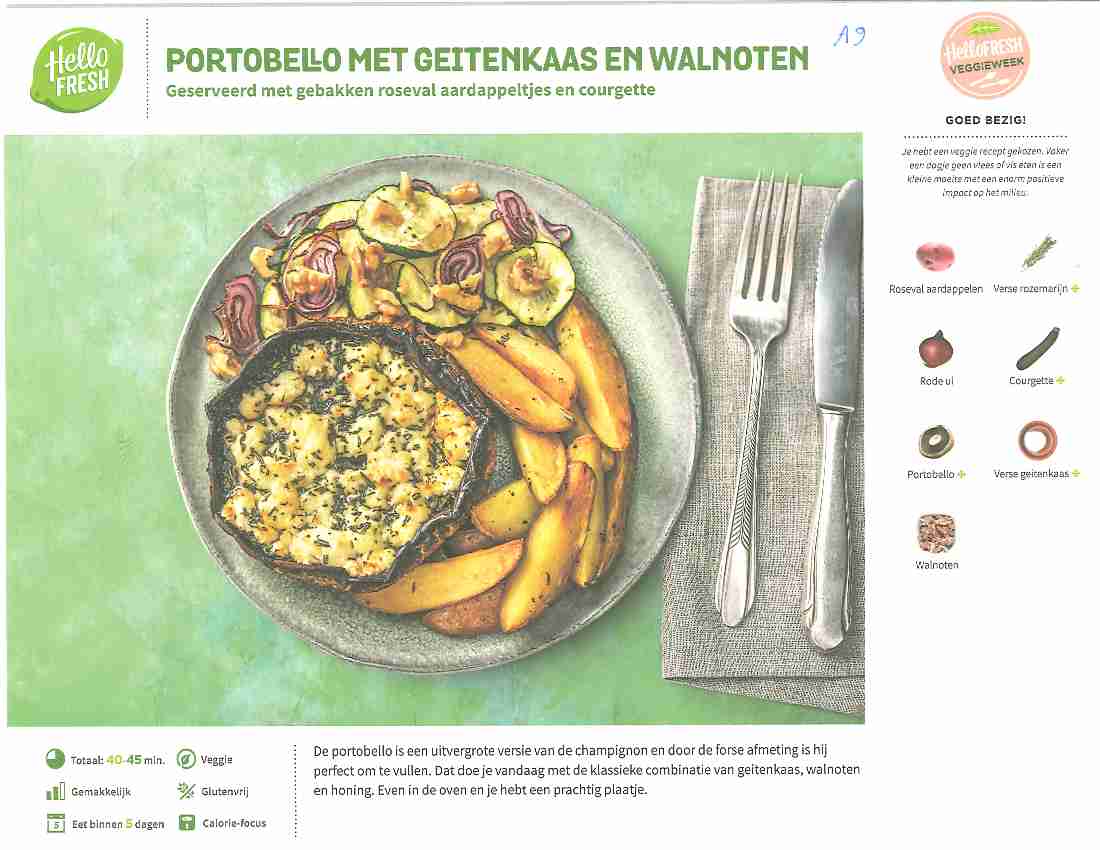 Hello
FRESH
PORTOBELLO MET GEITENKAAS EN WALNOTEN
Geserveerd met gebakken roseval aardappeltjes en courgette
A9
HelloFRESH
VEGGIEWEEK
GOED BEZIG!
Je hebt een veggie recept gekozen. Vaker
een dagje geen vlees of vis eten is een
kleine moeite met een enorm positieve
impact op het milieu.
Roseval aardappelen
Verse rozemarijn
Rode ui
Courgette
Portobello
Verse geitenkaas
Walnoten
Totaal: 40-45 min.
Veggie
Gemakkelijk
Glutenvrij
5
Eet binnen 5 dagen
Calorie-focus
De portobello is een uitvergrote versie van de champignon en door de forse afmeting is hij
perfect om te vullen. Dat doe je vandaag met de klassieke combinatie van geitenkaas, walnoten
en honing. Even in de oven en je hebt een prachtig plaatje.